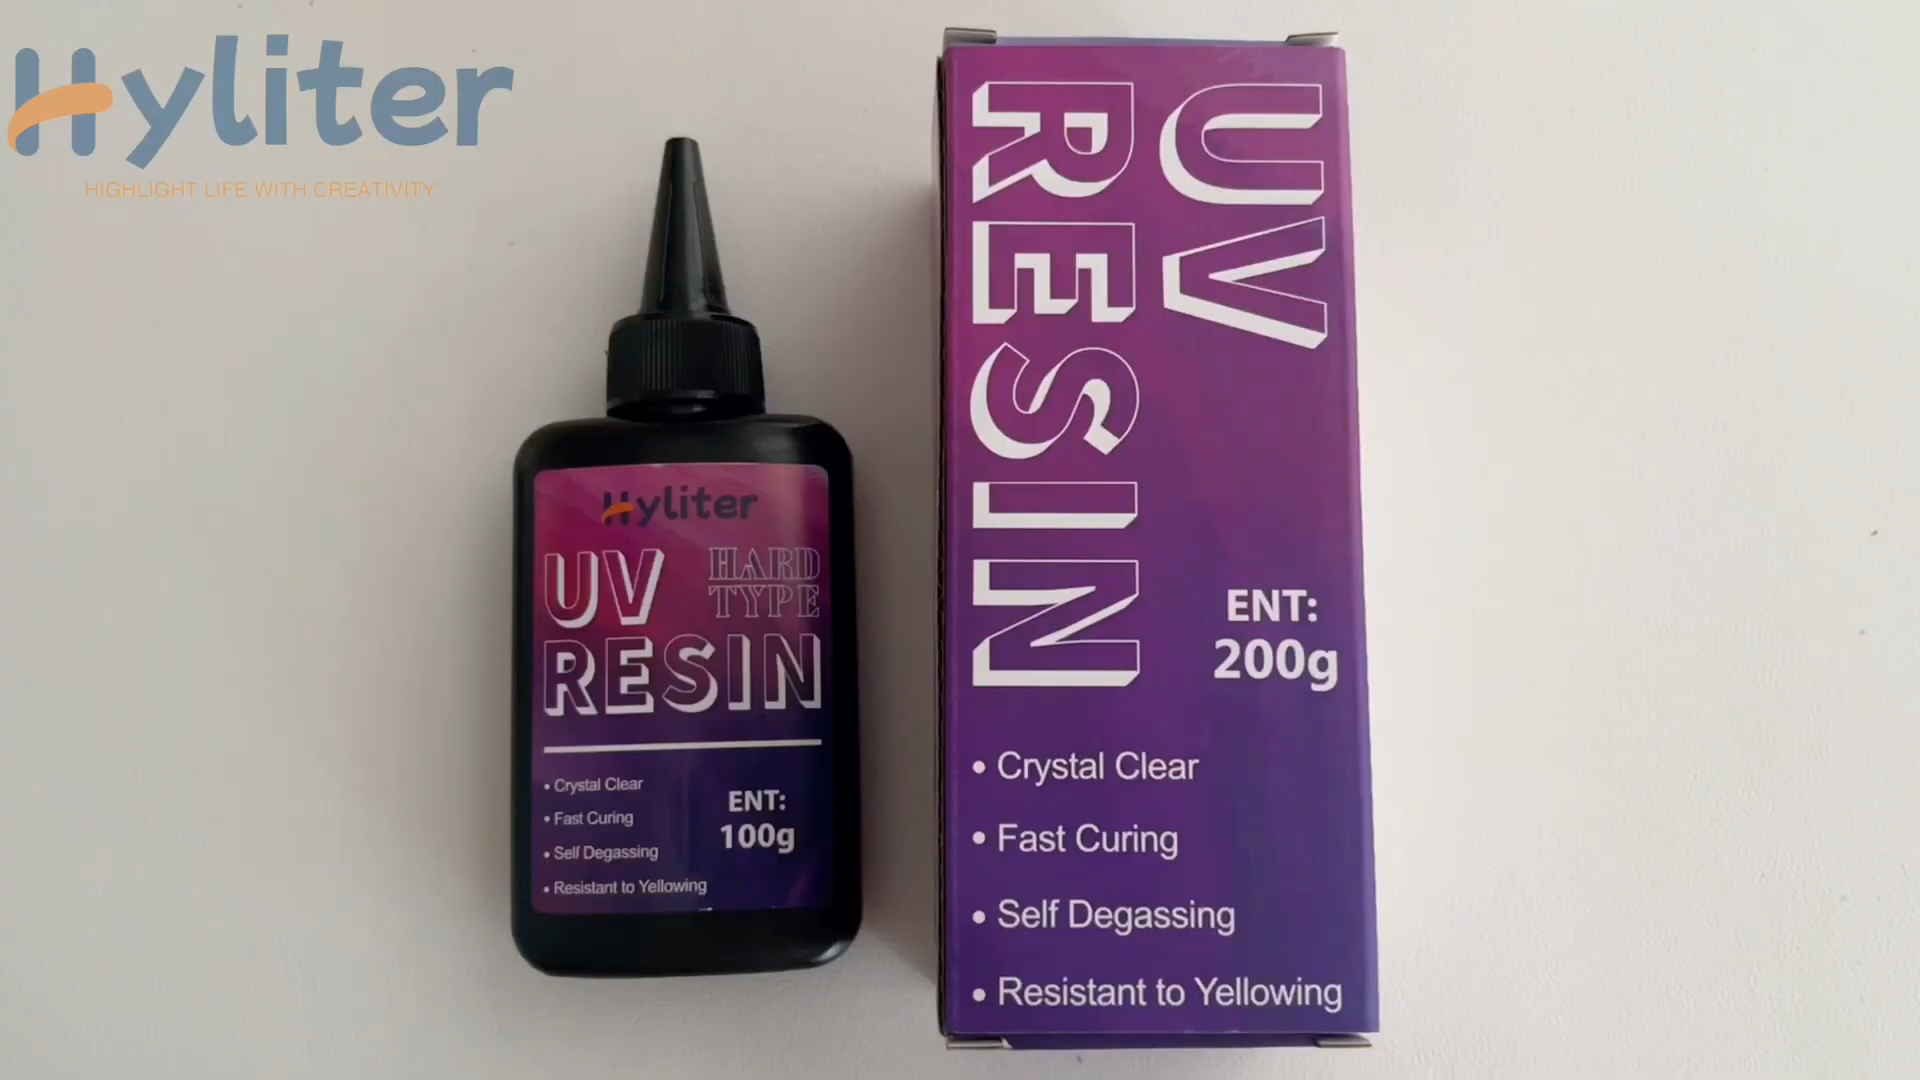 Hyliter
HIGHLIGHT LIFE WITH CREATIVITY
Hyliter
UV
HARD
TYPE
RESIN
• Crystal Clear
• Fast Curing
• Self Degassing
• Resistant to Yellowing
ENT:
100g
UV
RESIN
ENT:
200g
• Crystal Clear
• Fast Curing
• Self Degassing
• Resistant to Yellowing